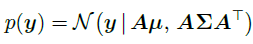 p(𝒚) = 𝒩(𝒚 | 𝑨𝝁, 𝑨𝚺𝑨⊤)